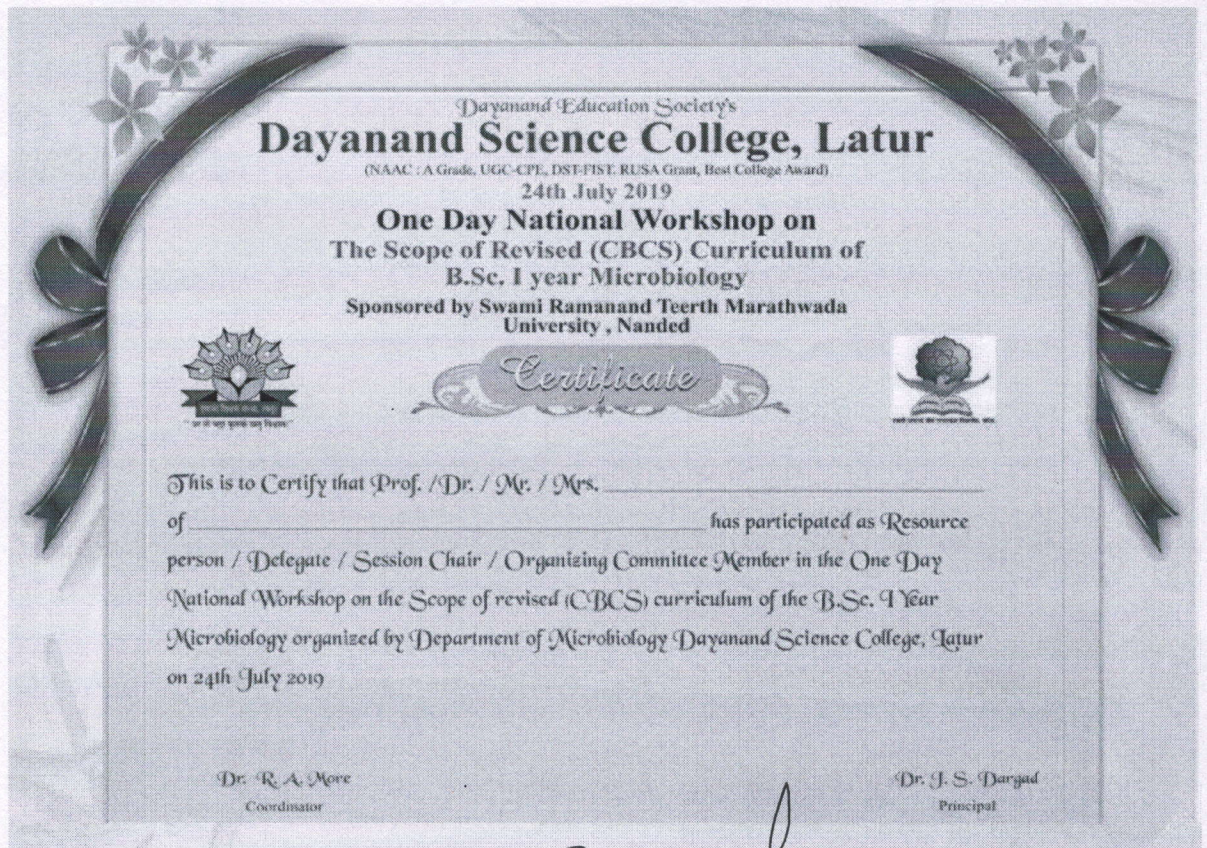 Dayanand Education Society's
Dayanand Science College, Latur
(NAAC : A Grade, UGC-CPE, DST-FIST. RUSA Grant, Best College Award)
24th July 2019
One Day National Workshop on
The Scope of Revised (CBCS) Curriculum of
B.Sc. I year Microbiology
Sponsored by Swami Ramanand Teerth Marathwada
University , Nanded
Certificate
This is to Certify that Prof. /Dr. / Mr. / Mrs.
of has participated as Resource
person / Delegate / Session Chair / Organizing Committee Member in the One Day
National Workshop on the Scope of revised (CBCS) curriculum of the B.Sc. I Year
Microbiology organized by Department of Microbiology Dayanand Science College, Latur
on 24th July 2019
Dr. R. A. More
Coordinator
Dr. J. S. Dargad
Principal